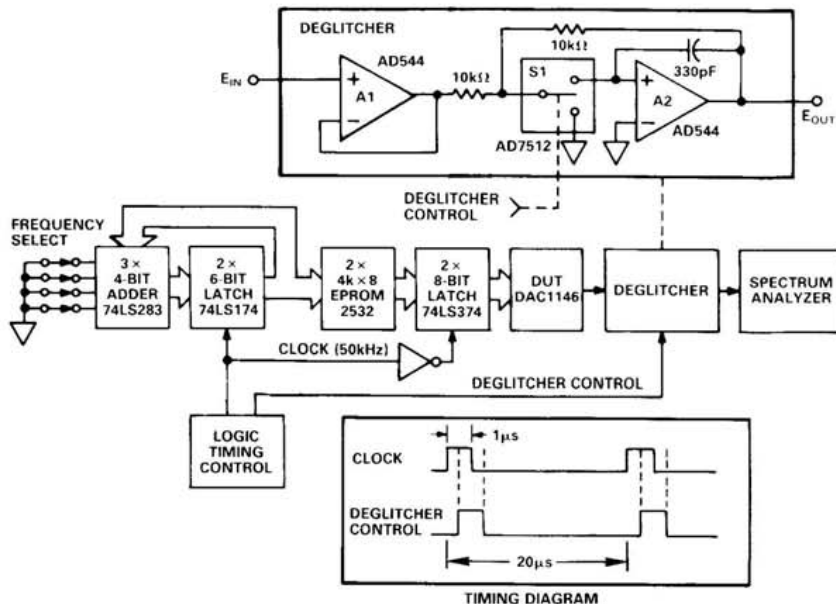 DEGLITCHER
AD544
E_IN
+
A1
−
10kΩ
10kΩ
S1
AD7512
330pF
+
A2
−
AD544
E_OUT
DEGLITCHER
CONTROL
FREQUENCY
SELECT
3 ×
4-BIT
ADDER
74LS283
2 ×
6-BIT
LATCH
74LS174
2 ×
4k × 8
EPROM
2532
2 ×
8-BIT
LATCH
74LS374
DUT
DAC1146
DEGLITCHER
SPECTRUM
ANALYZER
CLOCK (50kHz)
DEGLITCHER CONTROL
LOGIC
TIMING
CONTROL
1μs
CLOCK
DEGLITCHER
CONTROL
20μs
TIMING DIAGRAM